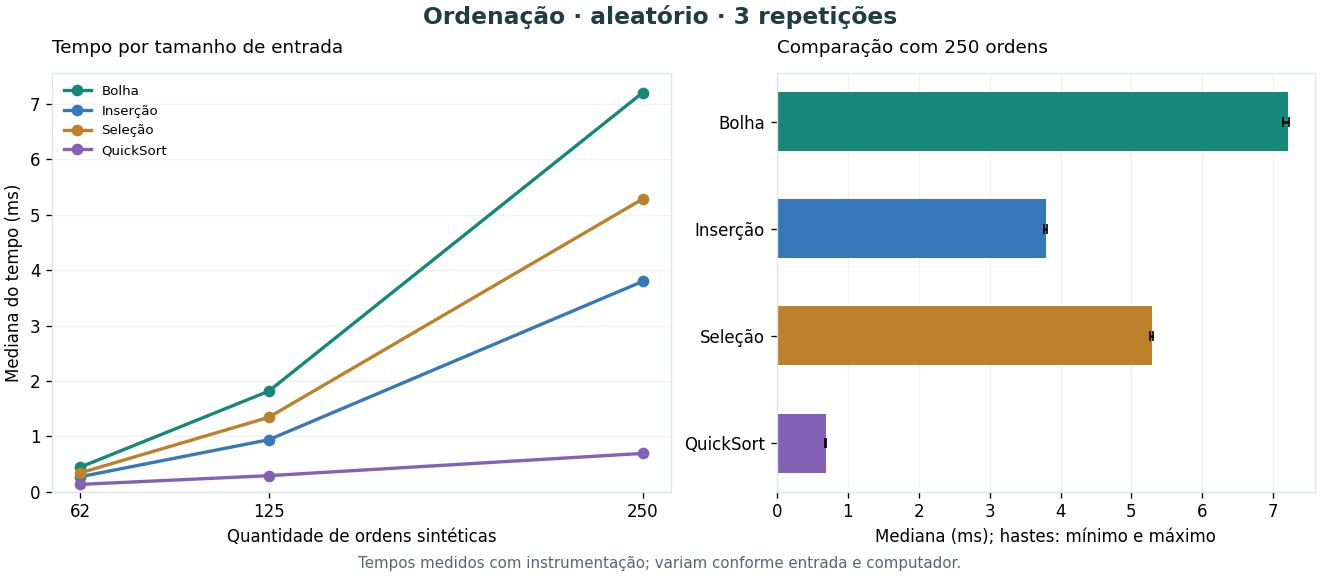 Ordenação · aleatório · 3 repetições
Tempo por tamanho de entrada
Bolha
Inserção
Seleção
QuickSort
Mediana do tempo (ms)
7
6
5
4
3
2
1
0
62 125 250
Quantidade de ordens sintéticas
Comparação com 250 ordens
Bolha
Inserção
Seleção
QuickSort
0 1 2 3 4 5 6 7
Mediana (ms); hastes: mínimo e máximo
Tempos medidos com instrumentação; variam conforme entrada e computador.